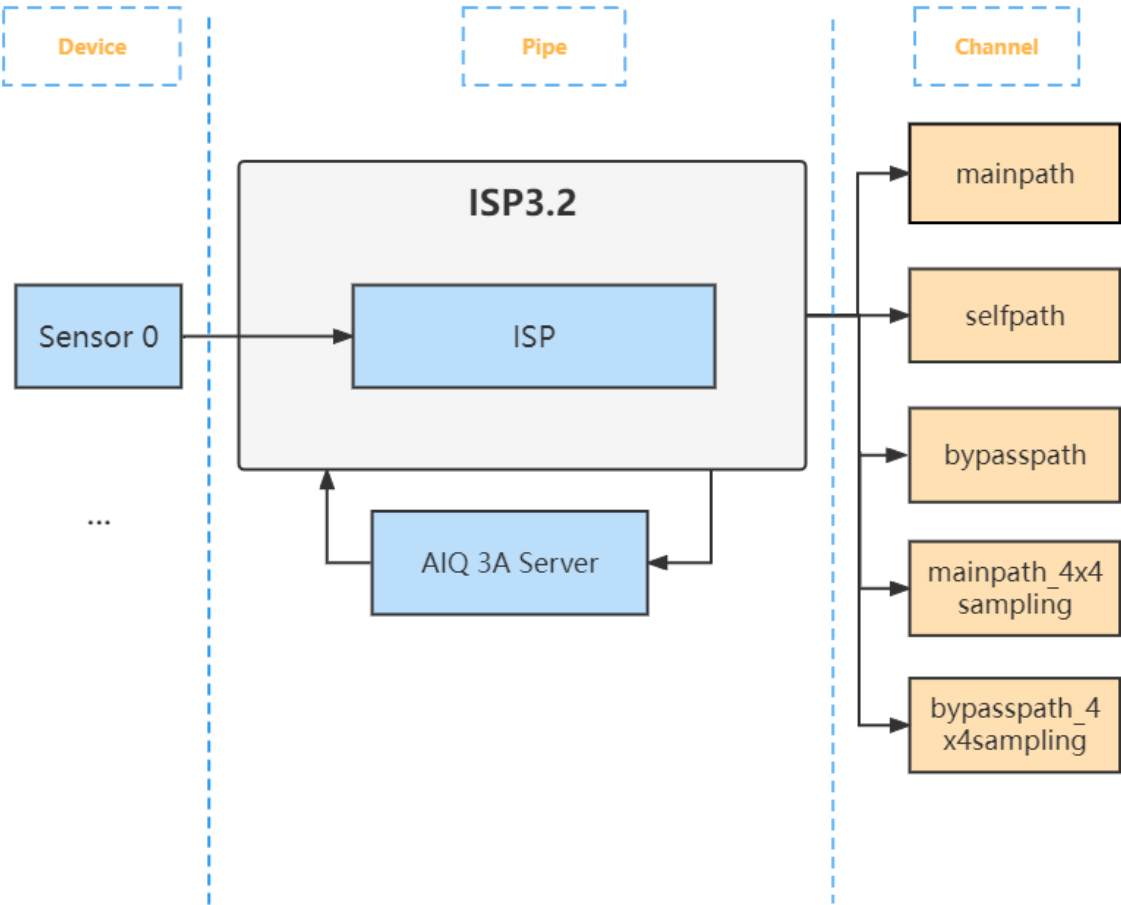 Device
Pipe
Channel
ISP3.2
mainpath
Sensor 0
ISP
selfpath
bypasspath
...
AIQ 3A Server
mainpath_4x4
sampling
bypasspath_4
x4sampling